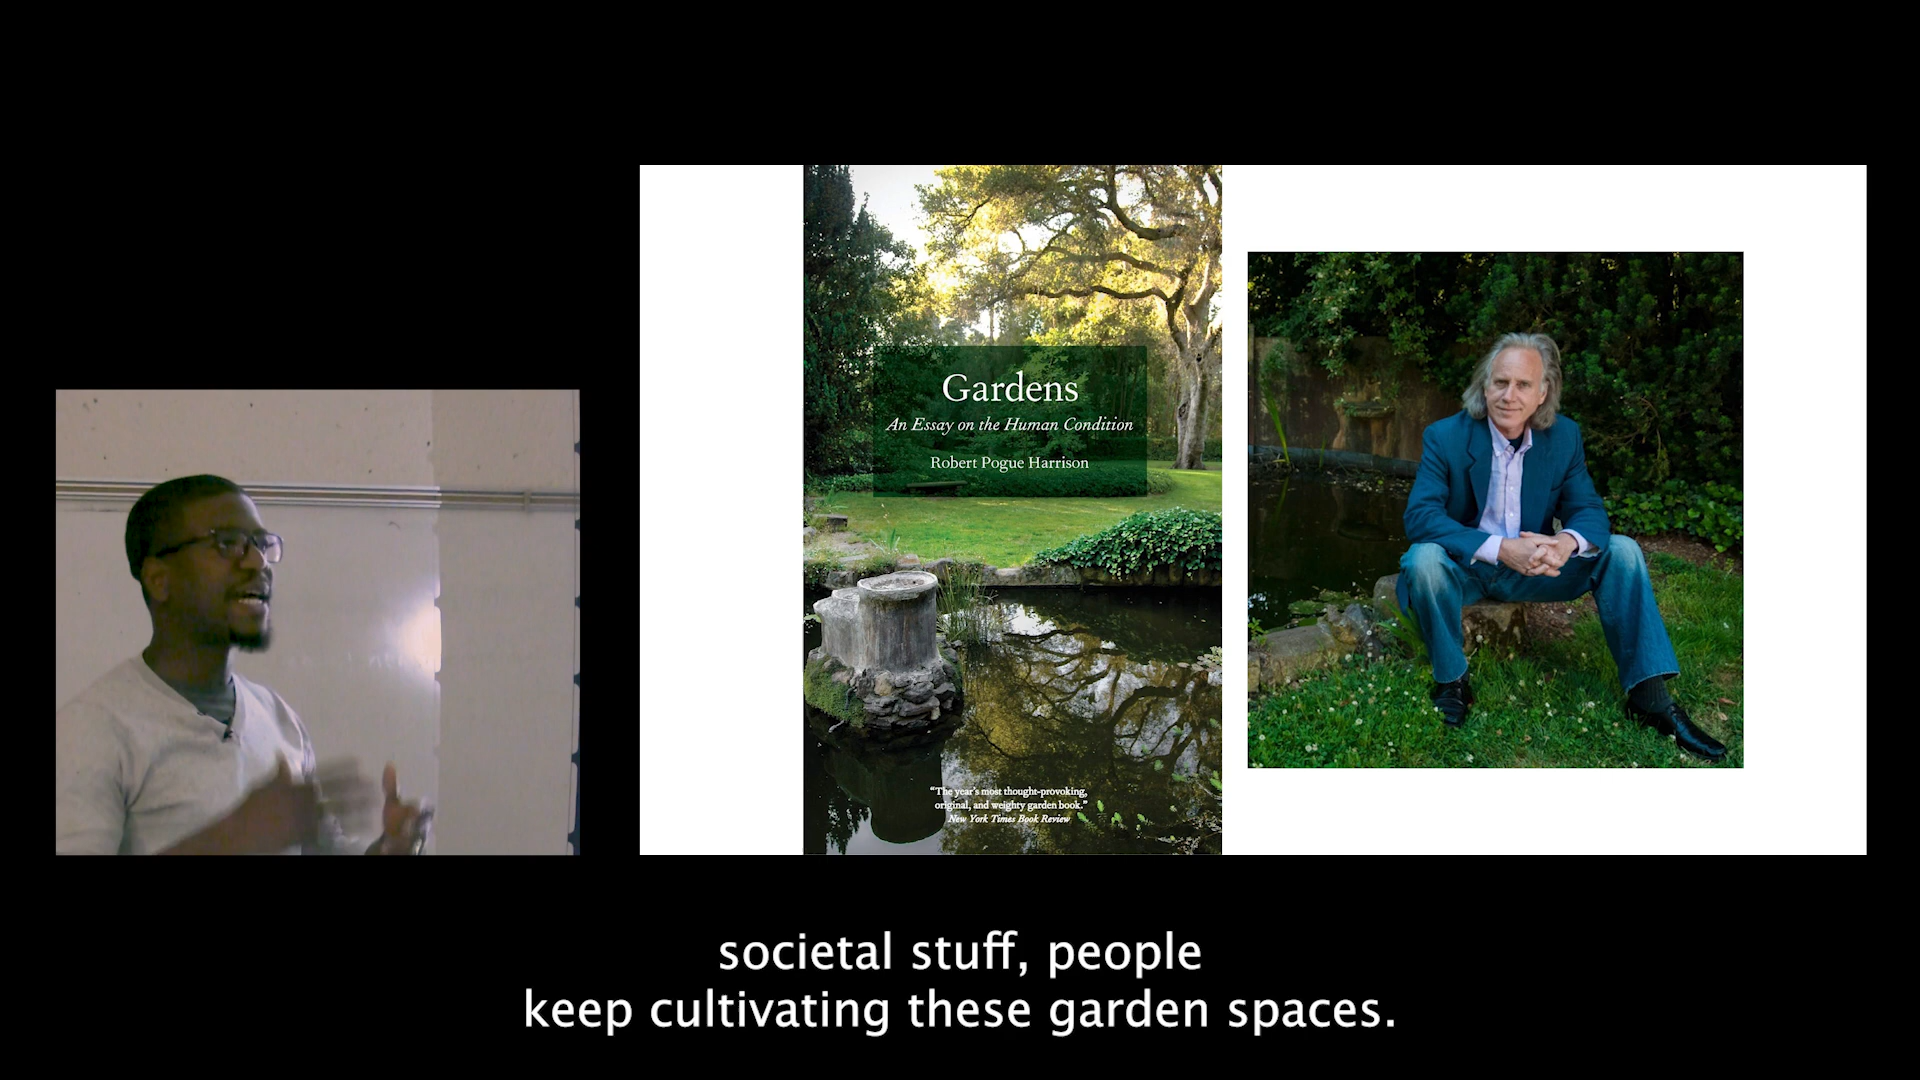 Gardens
An Essay on the Human Condition
Robert Pogue Harrison
“The year’s most thought-provoking,
original, and weighty garden book.”
New York Times Book Review
societal stuff, people
keep cultivating these garden spaces.